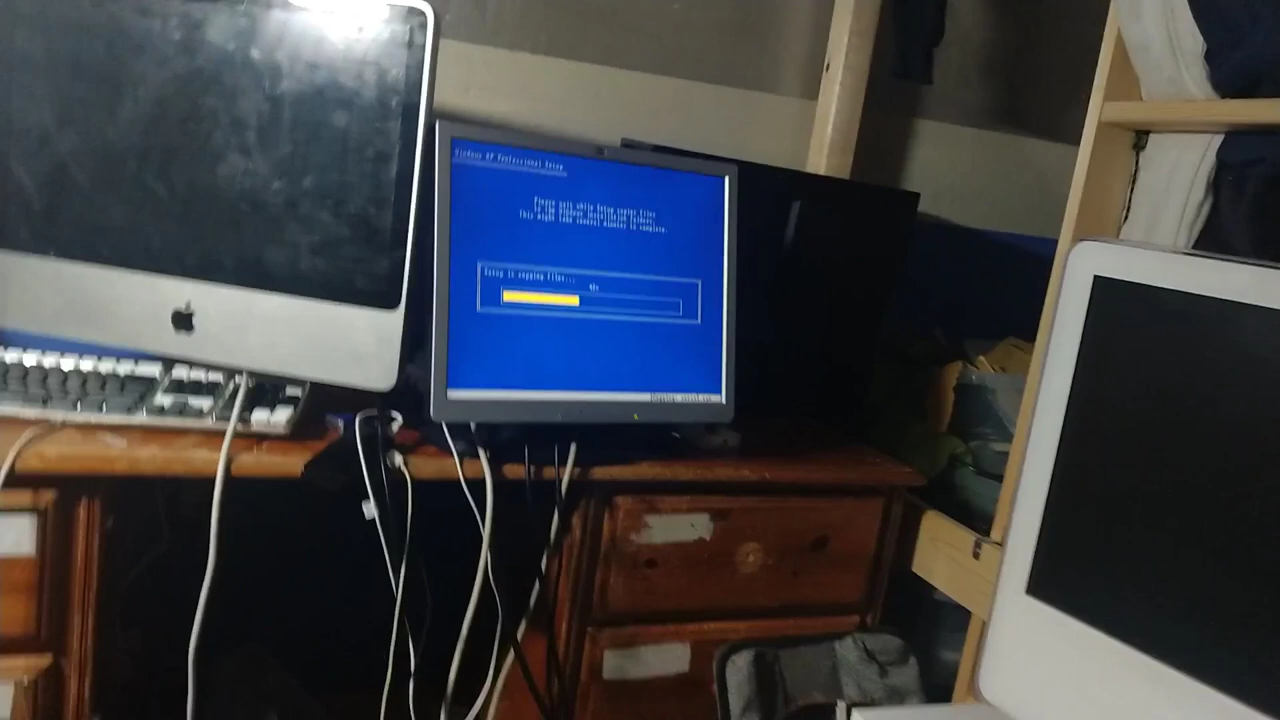 Windows XP Professional Setup
Please wait while Setup copies files
to the Windows installation folders.
This might take several minutes to complete.
Setup is copying files...